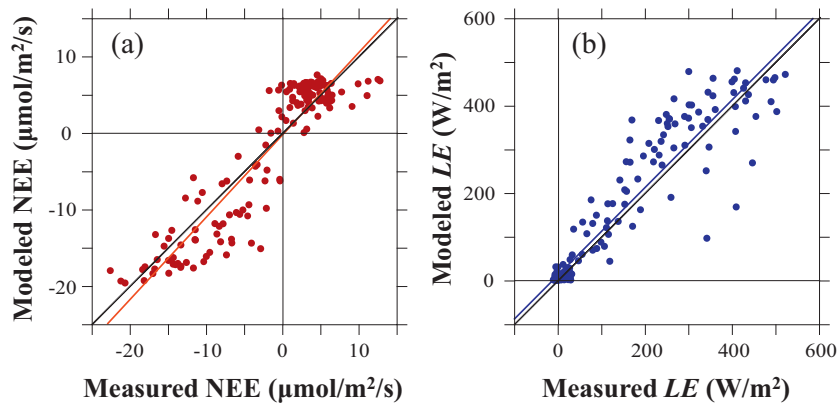 (a)
10
0
-10
-20
-20
-10
0
10
Modeled NEE (μmol/m²/s)
Measured NEE (μmol/m²/s)
(b)
600
400
200
0
0
200
400
600
Modeled LE (W/m²)
Measured LE (W/m²)